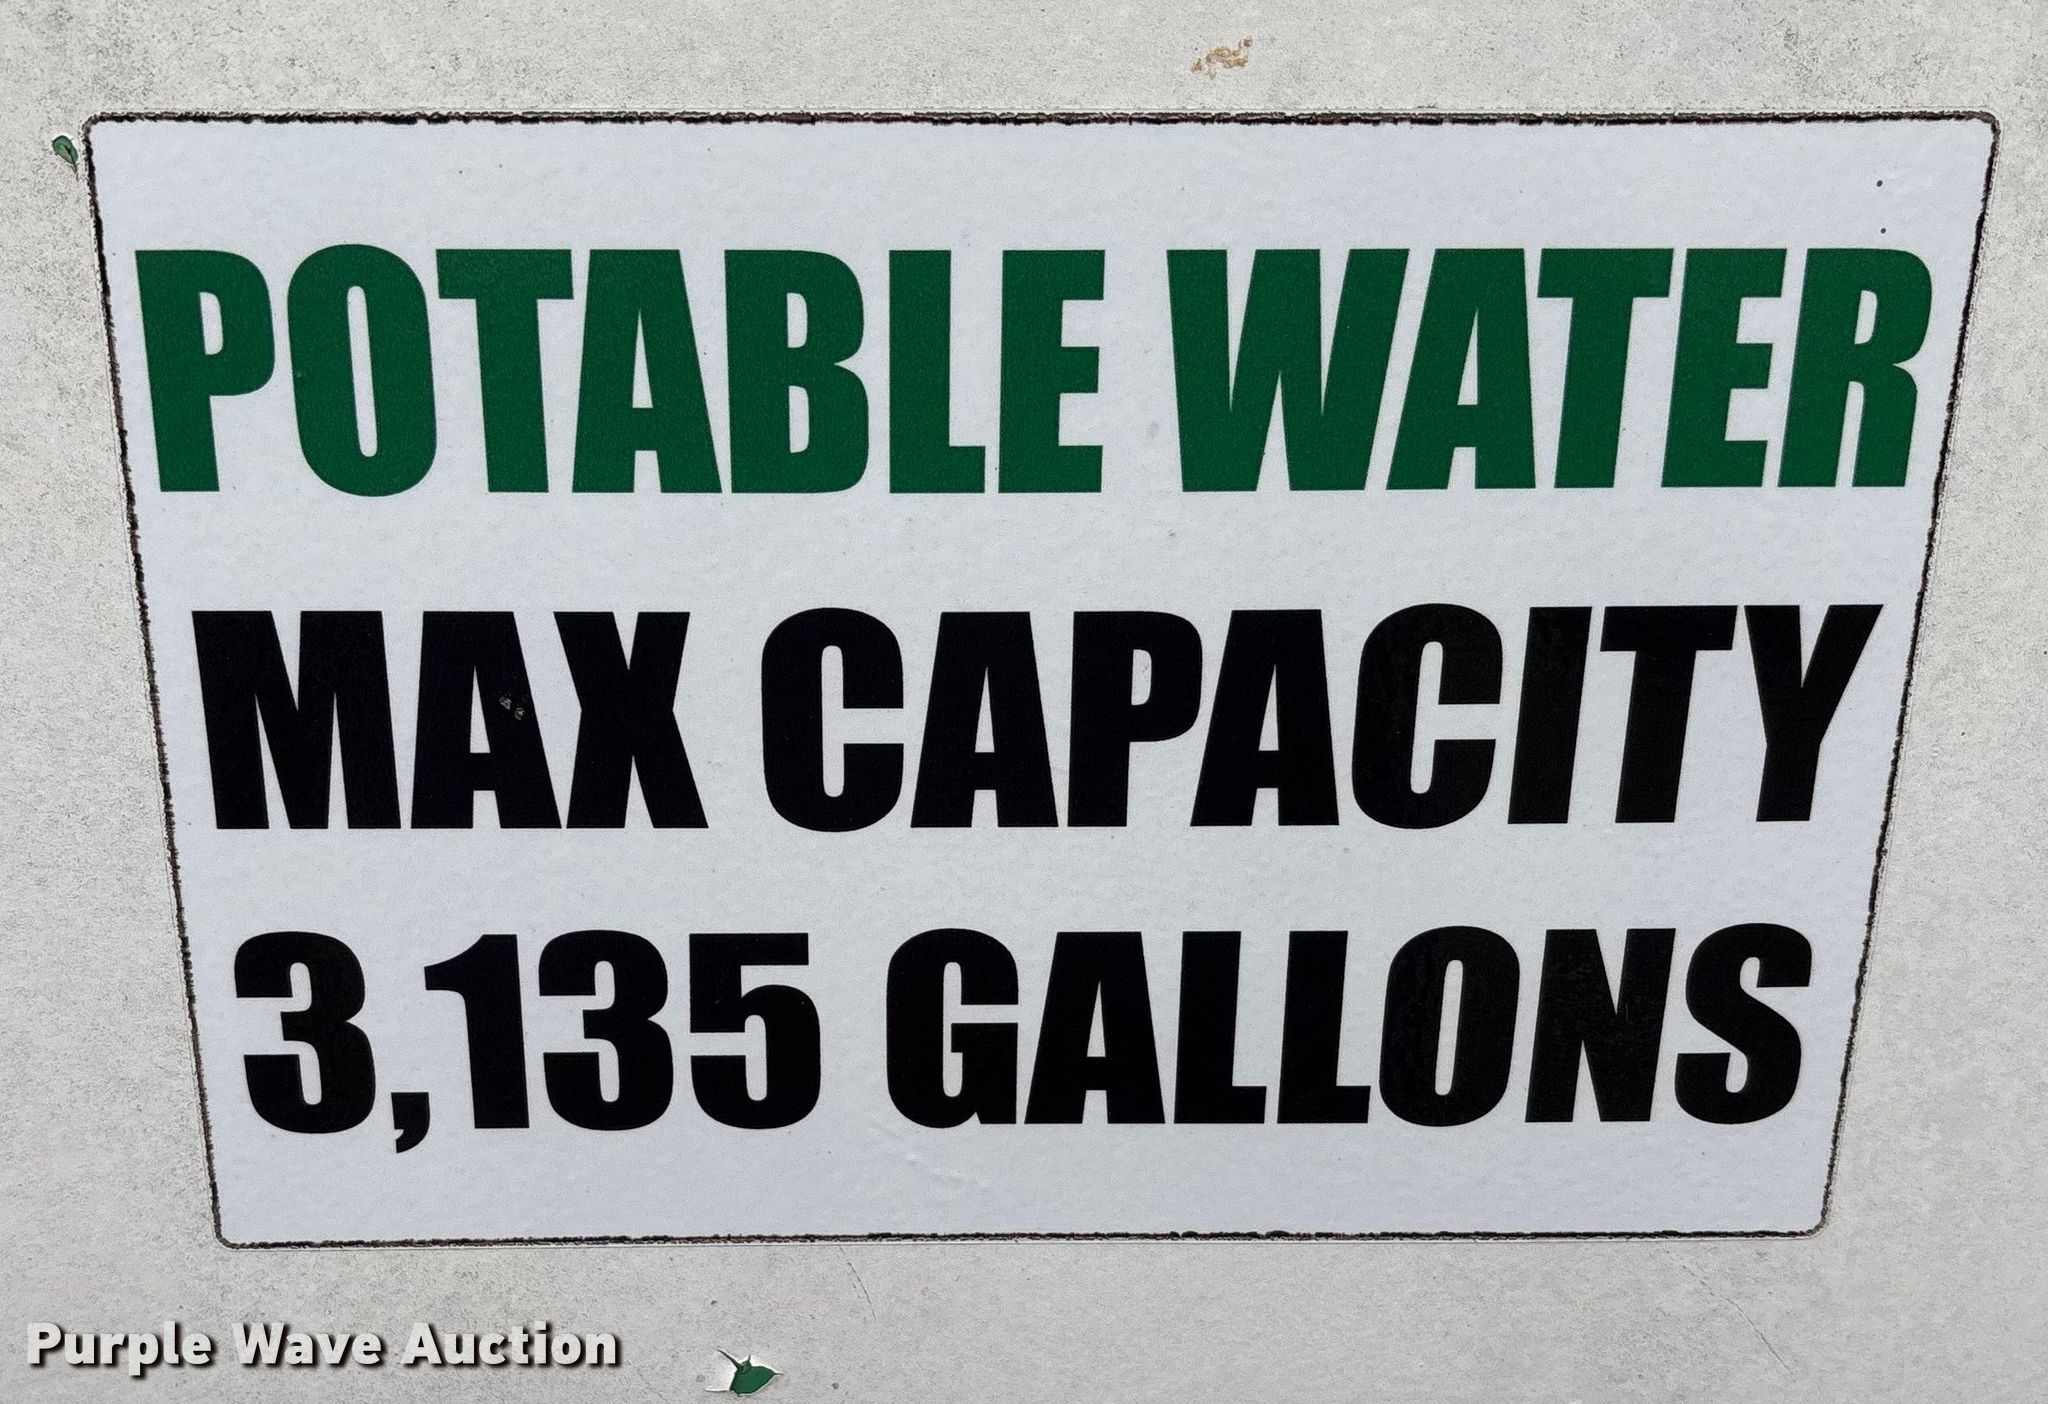 POTABLE WATER
MAX CAPACITY
3,135 GALLONS
Purple Wave Auction